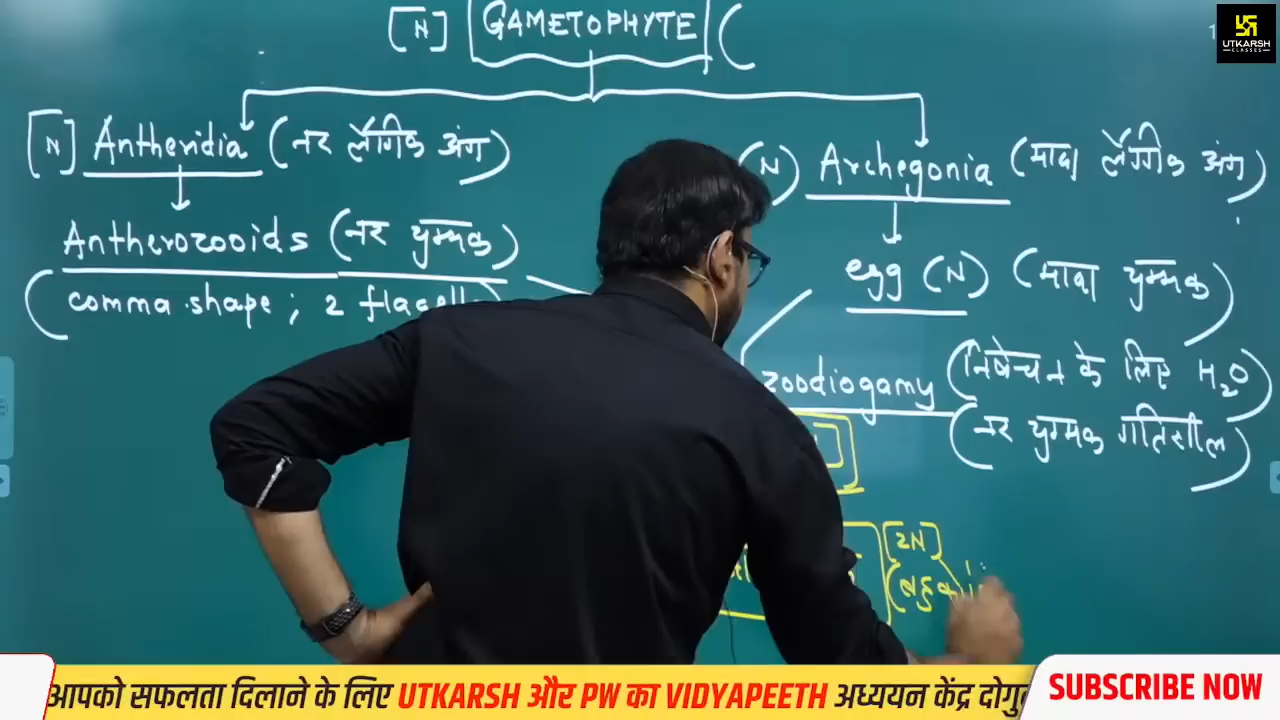 [N] GAMETOPHYTE (
UTKARSH
CLASSES
[N] Antheridia (नर लैंगिक अंग)
(N) Archegonia (मादा लैंगिक अंग)
Antherozooids (नर युग्मक)
egg (N) (मादा युग्मक)
(comma shape; 2
zoodiogamy (निषेचन के लिए H₂O)
(नर युग्मक गतिशील)
[2N]
आपको सफलता दिलाने के लिए UTKARSH और PW का VIDYAPEETH अध्ययन केंद्र
SUBSCRIBE NOW